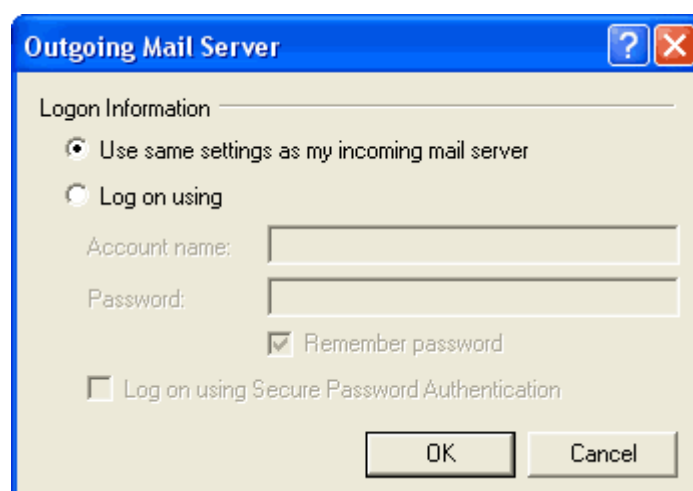 Outgoing Mail Server
Logon Information
Use same settings as my incoming mail server
Log on using
Account name:
Password:
Remember password
Log on using Secure Password Authentication
OK Cancel